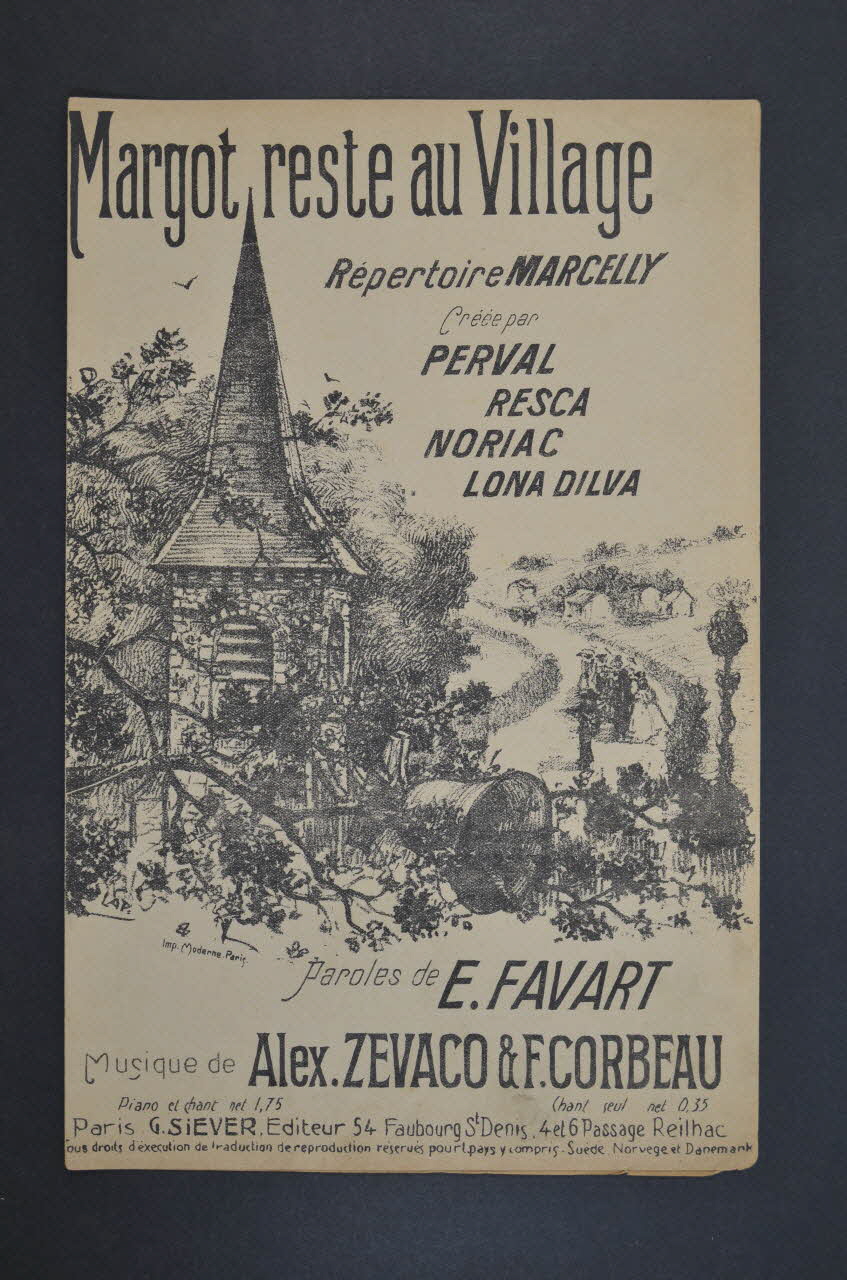 Margot reste au Village
Répertoire MARCELLY
Créée par
PERVAL
RESCA
NORIAC
LONA DILVA
Imp. Moderne. Paris.
Paroles de E. FAVART
Musique de Alex. ZEVACO & F. CORBEAU
Piano et chant net 1,75 Chant seul net 0,35
Paris. G. SIEVER, Editeur 54 Faubourg St Denis, 4 et 6 Passage Reilhac
Tous droits d'éxecution de traduction de reproduction réservés pour t. pays y compris - Suède Norvege et Danemark